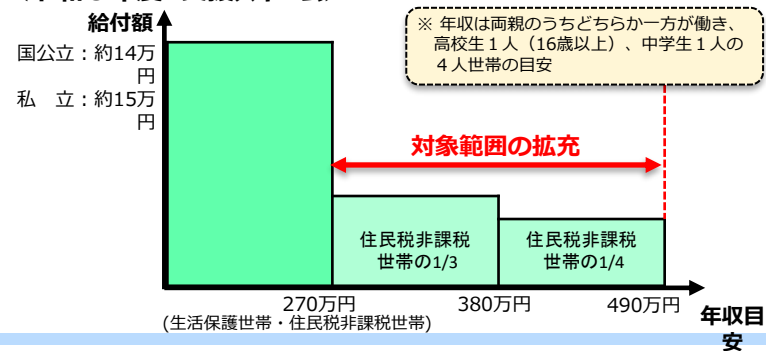 給付額
国公立：約14万
円
私　立：約15万
円
※ 年収は両親のうちどちらか一方が働き、
高校生１人（16歳以上）、中学生１人の
４人世帯の目安
対象範囲の拡充
住民税非課税
世帯の1/3
住民税非課税
世帯の1/4
270万円
380万円
490万円
(生活保護世帯・住民税非課税世帯)
年収目
安